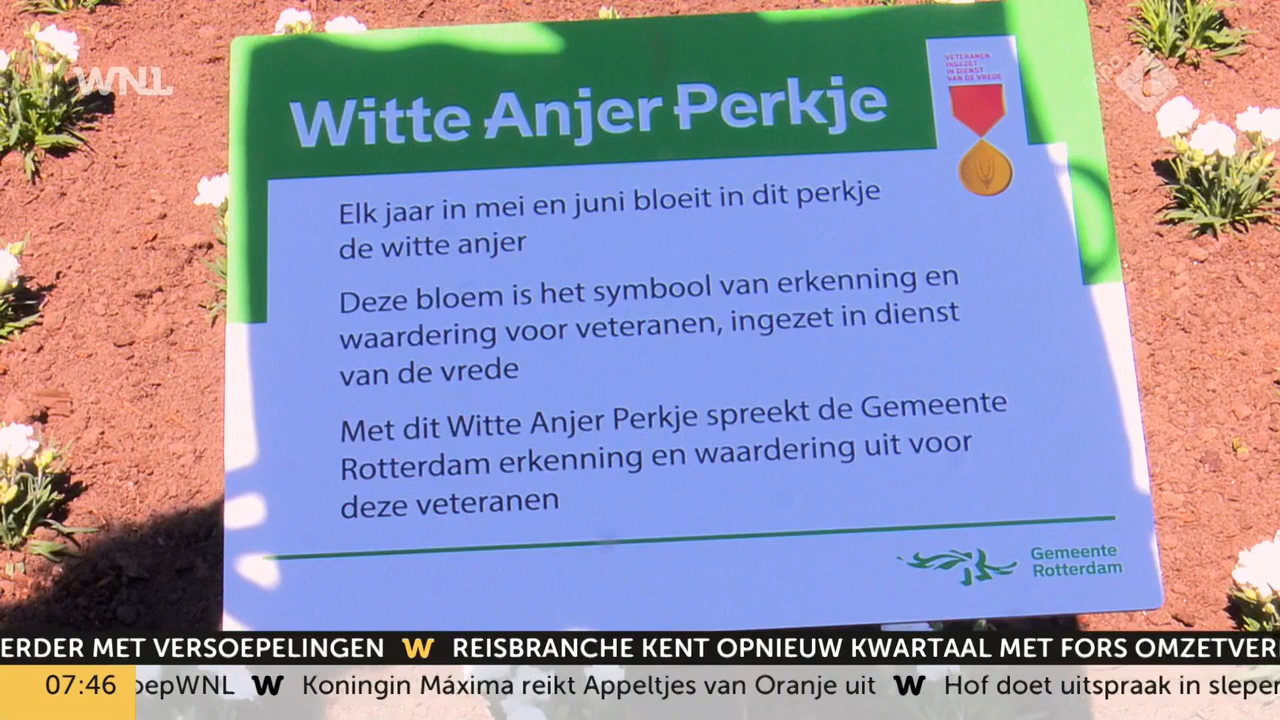 WNL
VETERANEN
INGEZET
IN DIENST
VAN DE VREDE
Witte Anjer Perkje
Elk jaar in mei en juni bloeit in dit perkje
de witte anjer
Deze bloem is het symbool van erkenning en
waardering voor veteranen, ingezet in dienst
van de vrede
Met dit Witte Anjer Perkje spreekt de Gemeente
Rotterdam erkenning en waardering uit voor
deze veteranen
Gemeente
Rotterdam
ERDER MET VERSOEPELINGEN W REISBRANCHE KENT OPNIEUW KWARTAAL MET FORS OMZETVER
07:46 oepWNL W Koningin Máxima reikt Appeltjes van Oranje uit W Hof doet uitspraak in sleper